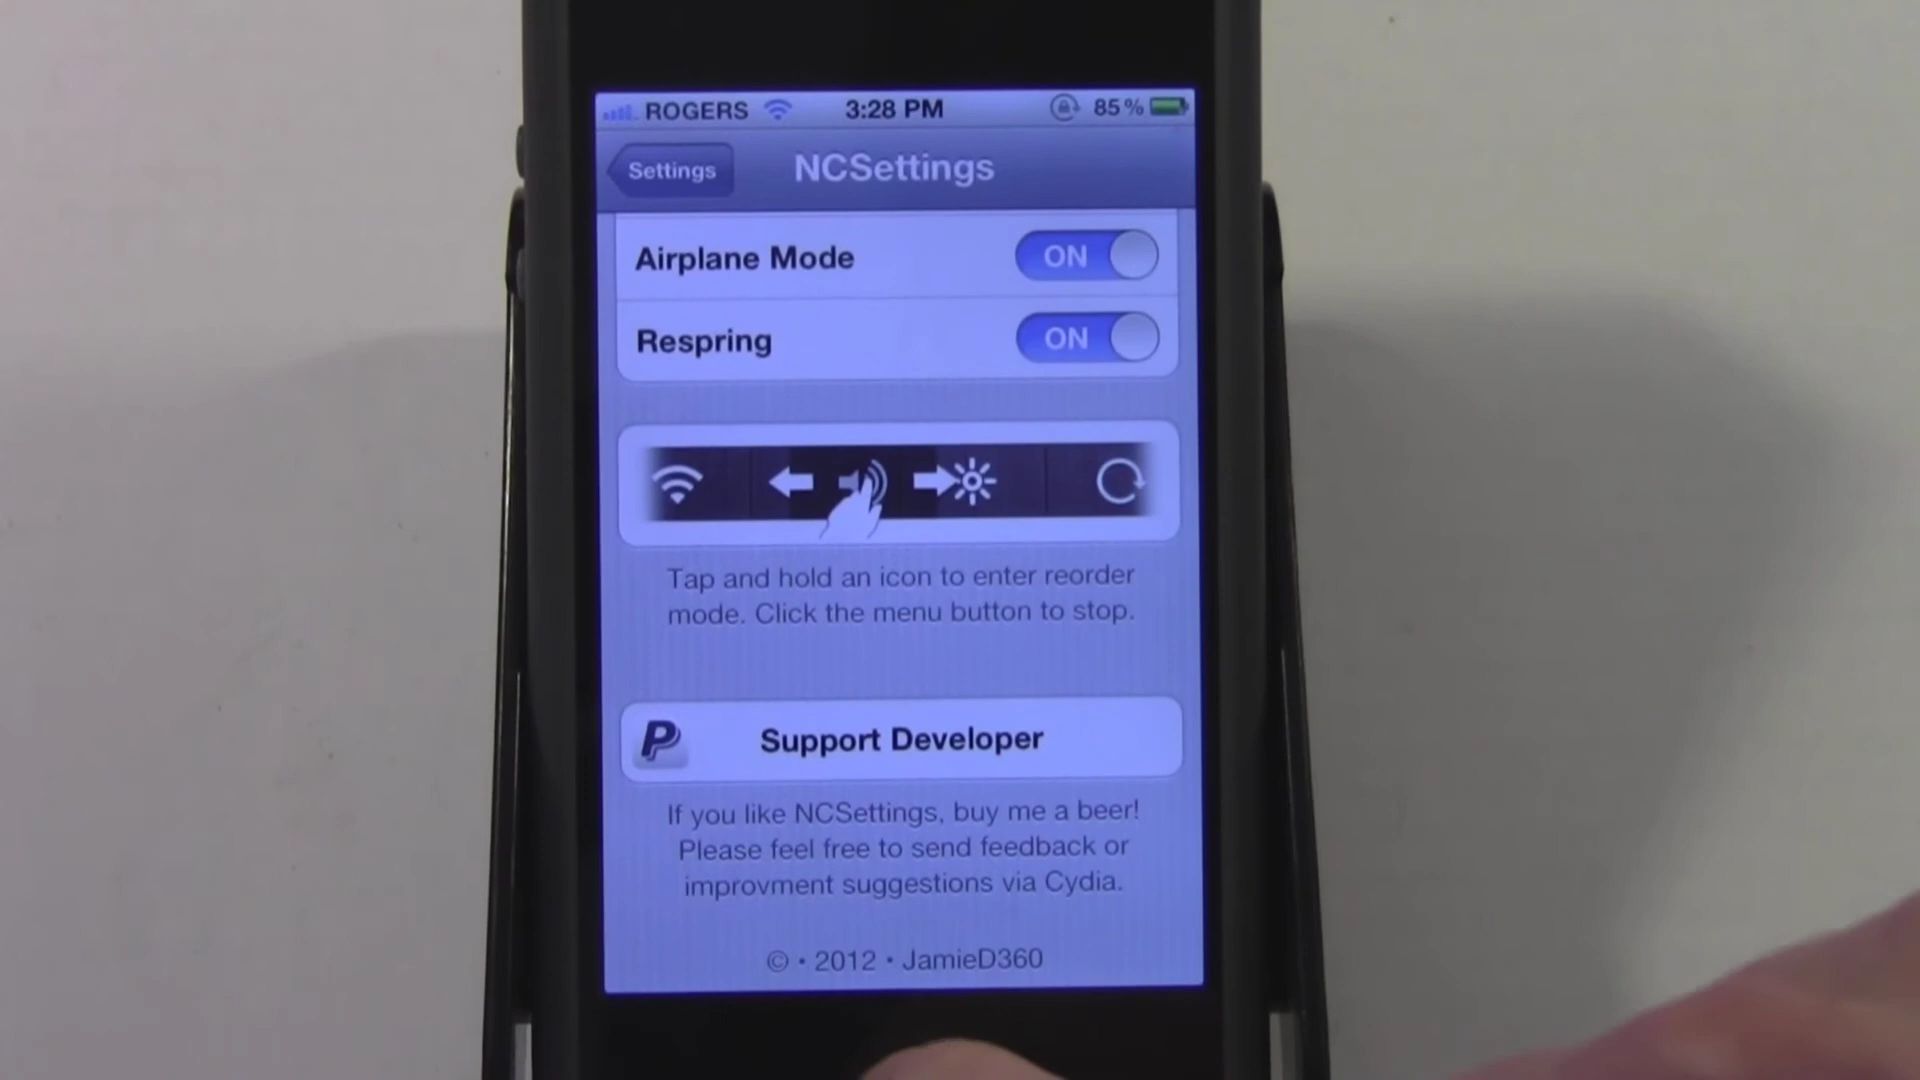 ROGERS 3:28 PM 85%
Settings NCSettings
Airplane Mode ON
Respring ON
Tap and hold an icon to enter reorder
mode. Click the menu button to stop.
P Support Developer
If you like NCSettings, buy me a beer!
Please feel free to send feedback or
improvment suggestions via Cydia.
© • 2012 • JamieD360